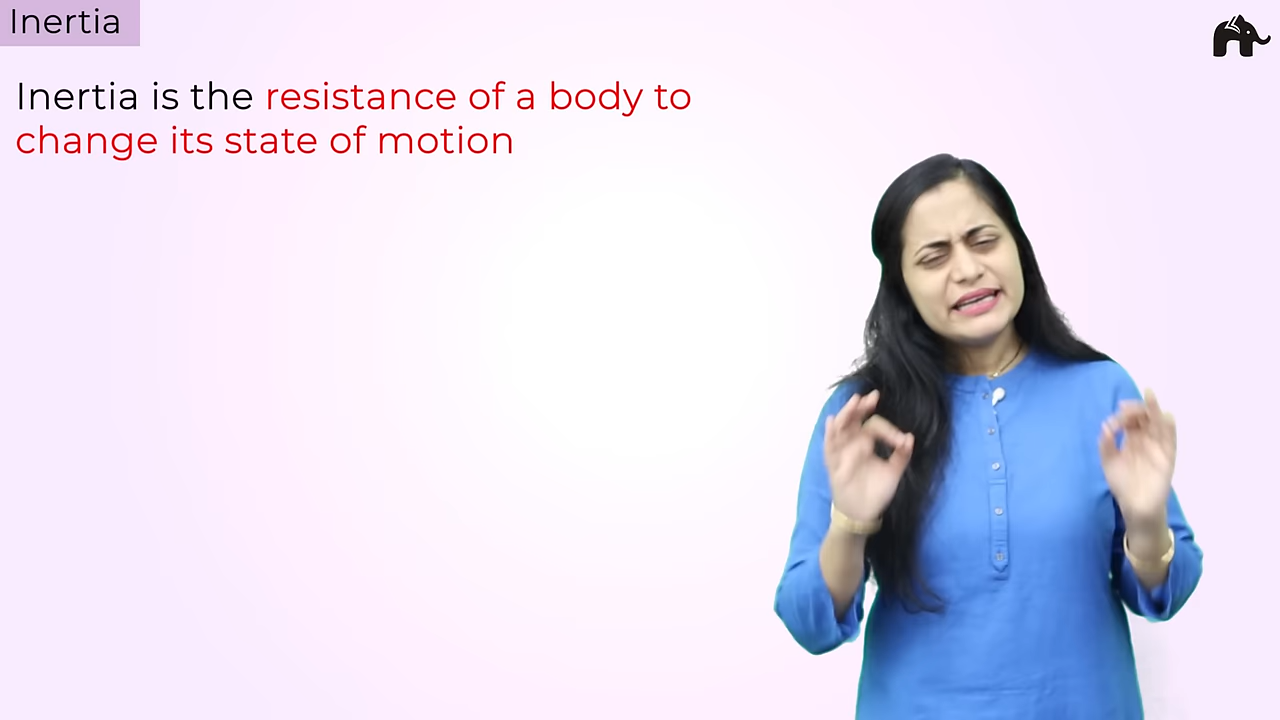 Inertia
Inertia is the resistance of a body to
change its state of motion